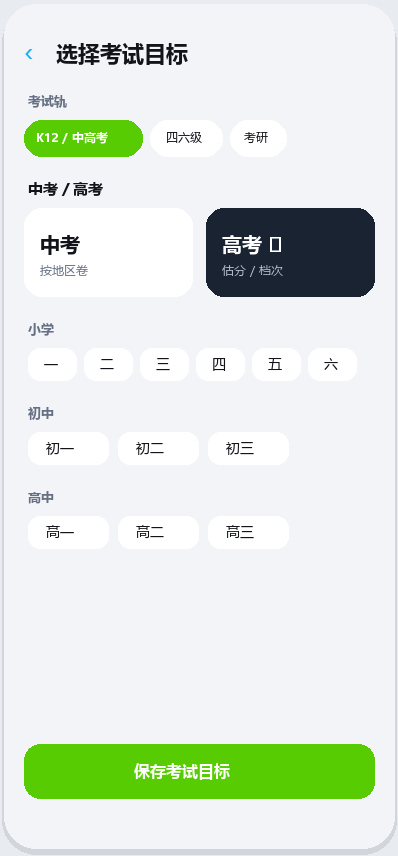 ‹ 选择考试目标
考试轨
K12 / 中高考 四六级 考研
中考 / 高考
中考 高考
按地区卷 估分 / 档次
小学
一 二 三 四 五 六
初中
初一 初二 初三
高中
高一 高二 高三
保存考试目标